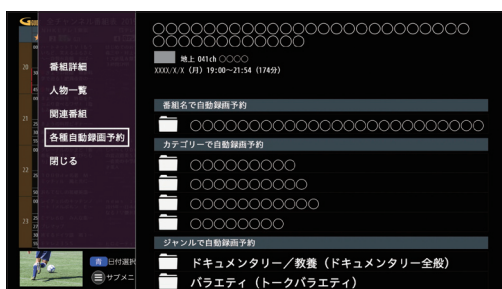 番組詳細
人物一覧
関連番組
各種自動録画予約
閉じる
青 日付選択
サブメニ
○○○○○○○○○○○○○○○○○○○○○○○○○
○○○○○○○○○○○○
地上 041ch ○○○○
XXXX/X/X (月) 19:00~21:54 (174分)
番組名で自動録画予約
○○○○○○○○○○○○○○○○○○○○○○○○
カテゴリーで自動録画予約
○○○○○○○○○
○○○○○○○○○○
○○○○○○○○○○○
○○○○○○○○
ジャンルで自動録画予約
ドキュメンタリー/教養(ドキュメンタリー全般)
バラエティ(トークバラエティ)